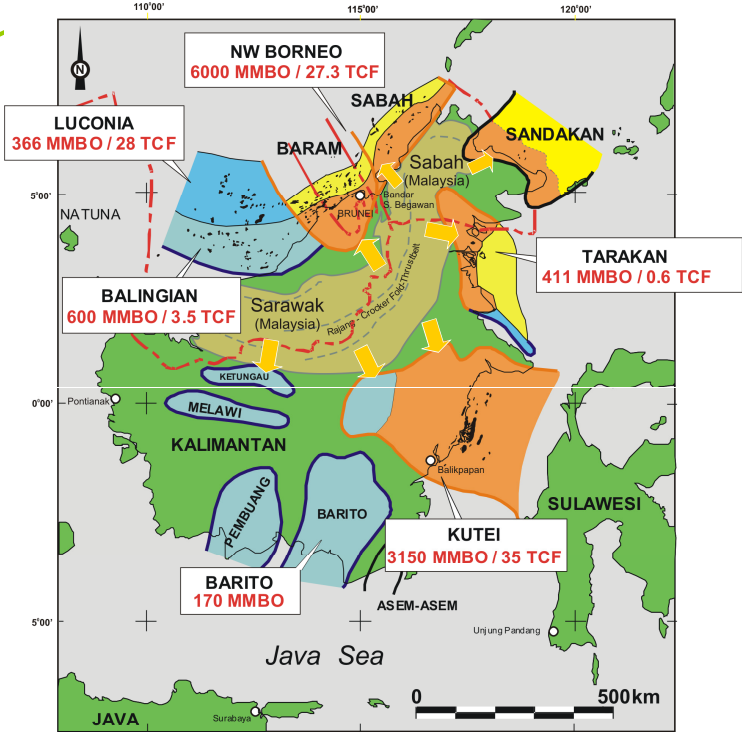 110°00'
115°00'
120°00'
N
NW BORNEO
6000 MMBO / 27.3 TCF
SABAH
LUCONIA
366 MMBO / 28 TCF
BARAM
SANDAKAN
Sabah
(Malaysia)
5°00'
Bandar
S. Begawan
BRUNEI
NATUNA
TARAKAN
411 MMBO / 0.6 TCF
BALINGIAN
600 MMBO / 3.5 TCF
Sarawak
(Malaysia)
Rajang - Crocker Fold-Thrustbelt
KETUNGAU
Pontianak
0°00'
MELAWI
KALIMANTAN
Balikpapan
PEMBUANG
BARITO
SULAWESI
KUTEI
3150 MMBO / 35 TCF
BARITO
170 MMBO
ASEM-ASEM
5°00'
Unjung Pandang
Java Sea
0
500km
JAVA
Surabaya